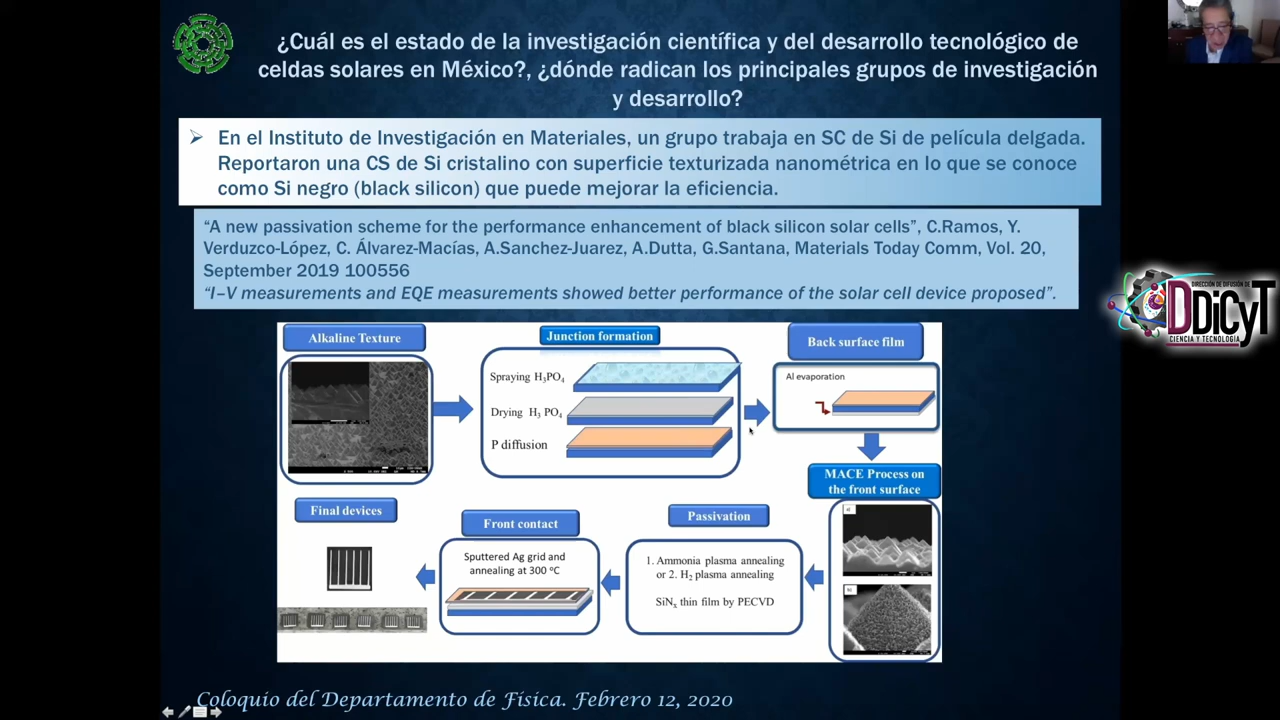 ¿Cuál es el estado de la investigación científica y del desarrollo tecnológico de
celdas solares en México?, ¿dónde radican los principales grupos de investigación
y desarrollo?
En el Instituto de Investigación en Materiales, un grupo trabaja en SC de Si de película delgada.
Reportaron una CS de Si cristalino con superficie texturizada nanométrica en lo que se conoce
como Si negro (black silicon) que puede mejorar la eficiencia.
“A new passivation scheme for the performance enhancement of black silicon solar cells”, C.Ramos, Y.
Verduzco-López, C. Álvarez-Macías, A.Sanchez-Juarez, A.Dutta, G.Santana, Materials Today Comm, Vol. 20,
September 2019 100556
“I–V measurements and EQE measurements showed better performance of the solar cell device proposed”.
DIRECCIÓN DE DIFUSIÓN DE
DDiCyT
CIENCIA Y TECNOLOGÍA
Alkaline Texture
Junction formation
Spraying H₃PO₄
Drying H₃ PO₄
P diffusion
Back surface film
Al evaporation
MACE Process on
the front surface
a)
b)
Passivation
1. Ammonia plasma annealing
or 2. H₂ plasma annealing
SiNₓ thin film by PECVD
Front contact
Sputtered Ag grid and
annealing at 300 ºC
Final devices
Coloquio del Departamento de Física. Febrero 12, 2020